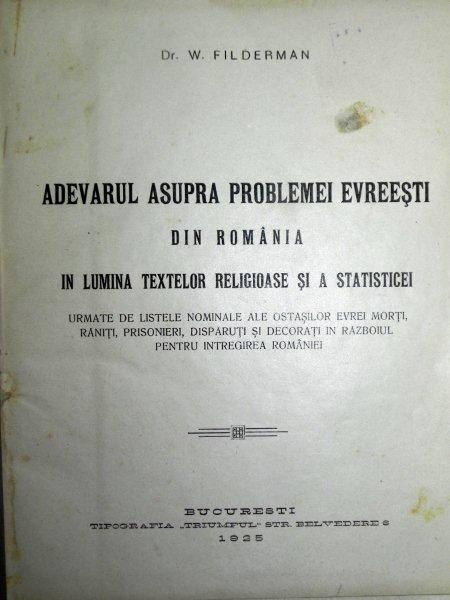 Dr. W. FILDERMAN
ADEVARUL ASUPRA PROBLEMEI EVREEŞTI
DIN ROMÂNIA
IN LUMINA TEXTELOR RELIGIOASE ŞI A STATISTICEI
URMATE DE LISTELE NOMINALE ALE OSTAŞILOR EVREI MORŢI,
RĂNIŢI, PRISONIERI, DISPĂRUŢI ŞI DECORAŢI IN RĂZBOIUL
PENTRU INTREGIREA ROMÂNIEI
BUCUREŞTI
TIPOGRAFIA „TRIUMFUL" STR. BELVEDERE 6
1925